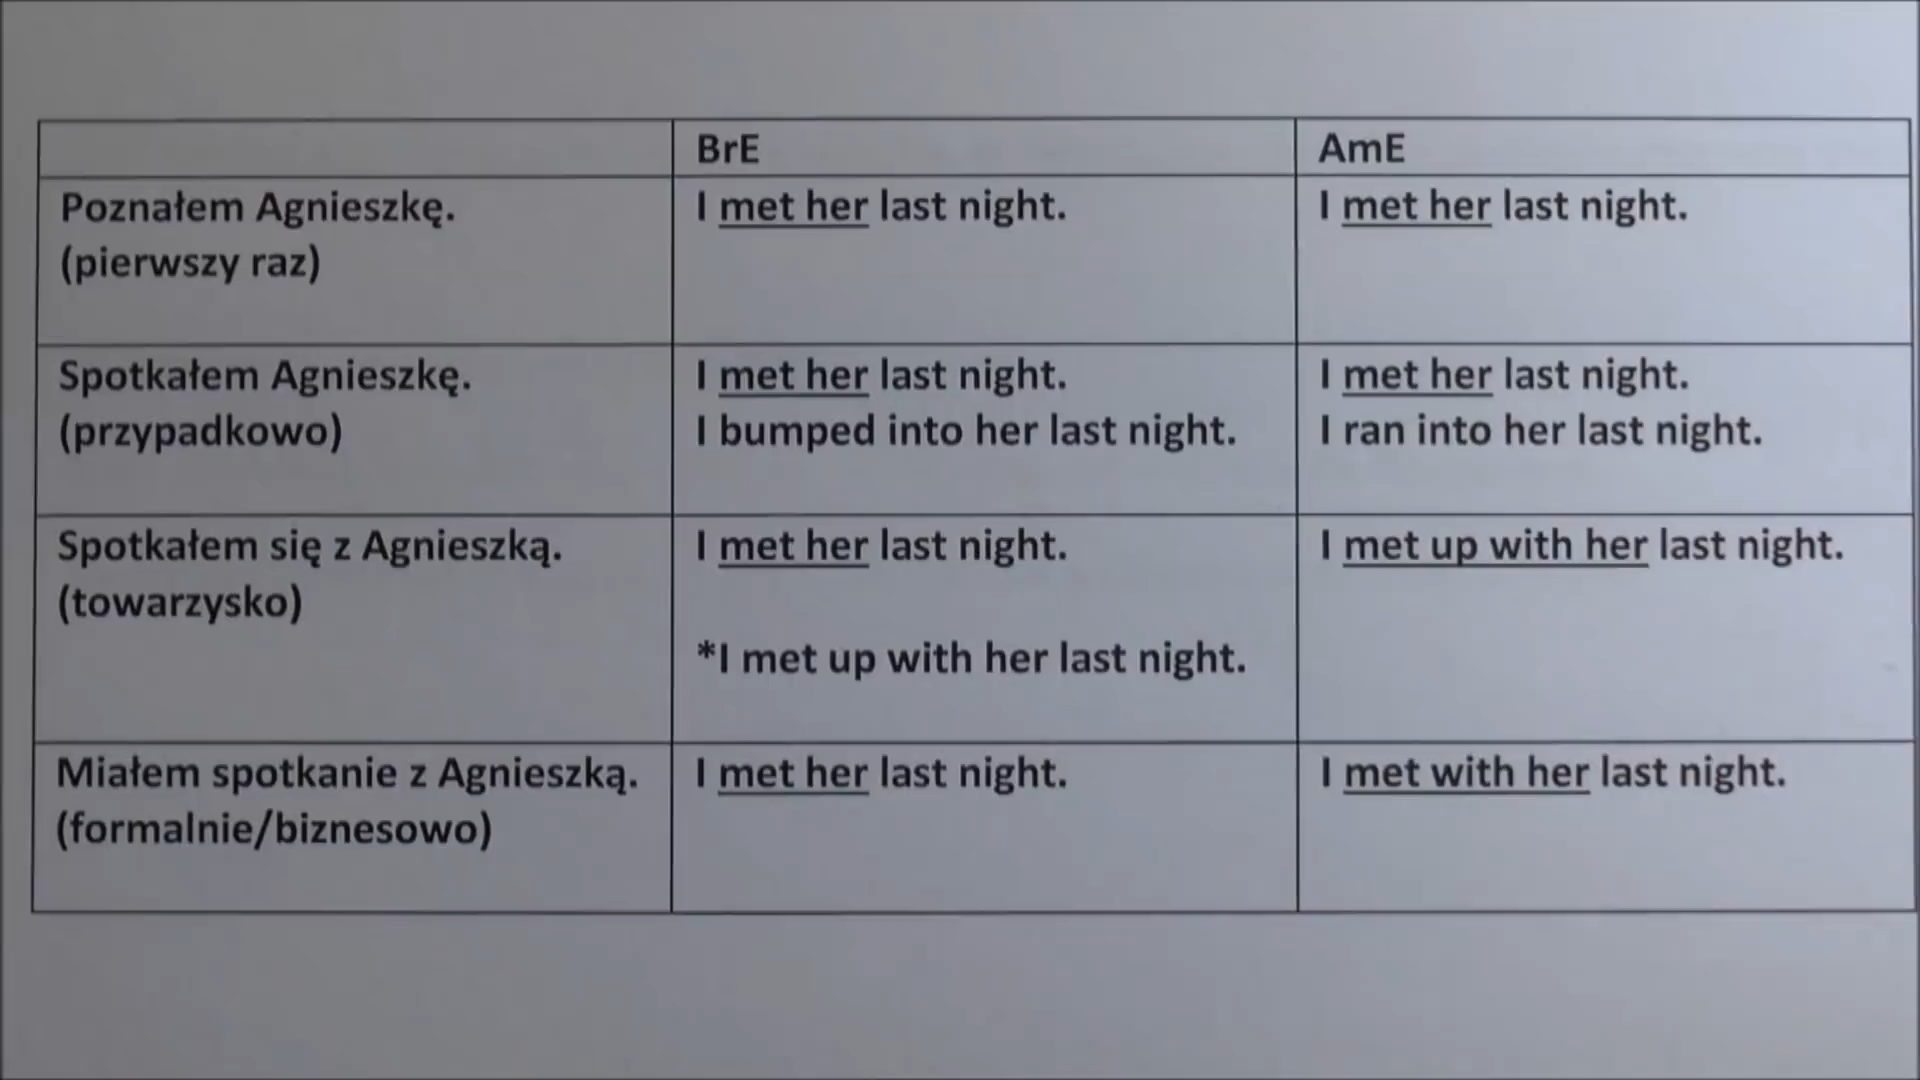 BrE
AmE
Poznałem Agnieszkę.
(pierwszy raz)
I met her last night.
I met her last night.
Spotkałem Agnieszkę.
(przypadkowo)
I met her last night.
I bumped into her last night.
I met her last night.
I ran into her last night.
Spotkałem się z Agnieszką.
(towarzysko)
I met her last night.
*I met up with her last night.
I met up with her last night.
Miałem spotkanie z Agnieszką.
(formalnie/biznesowo)
I met her last night.
I met with her last night.